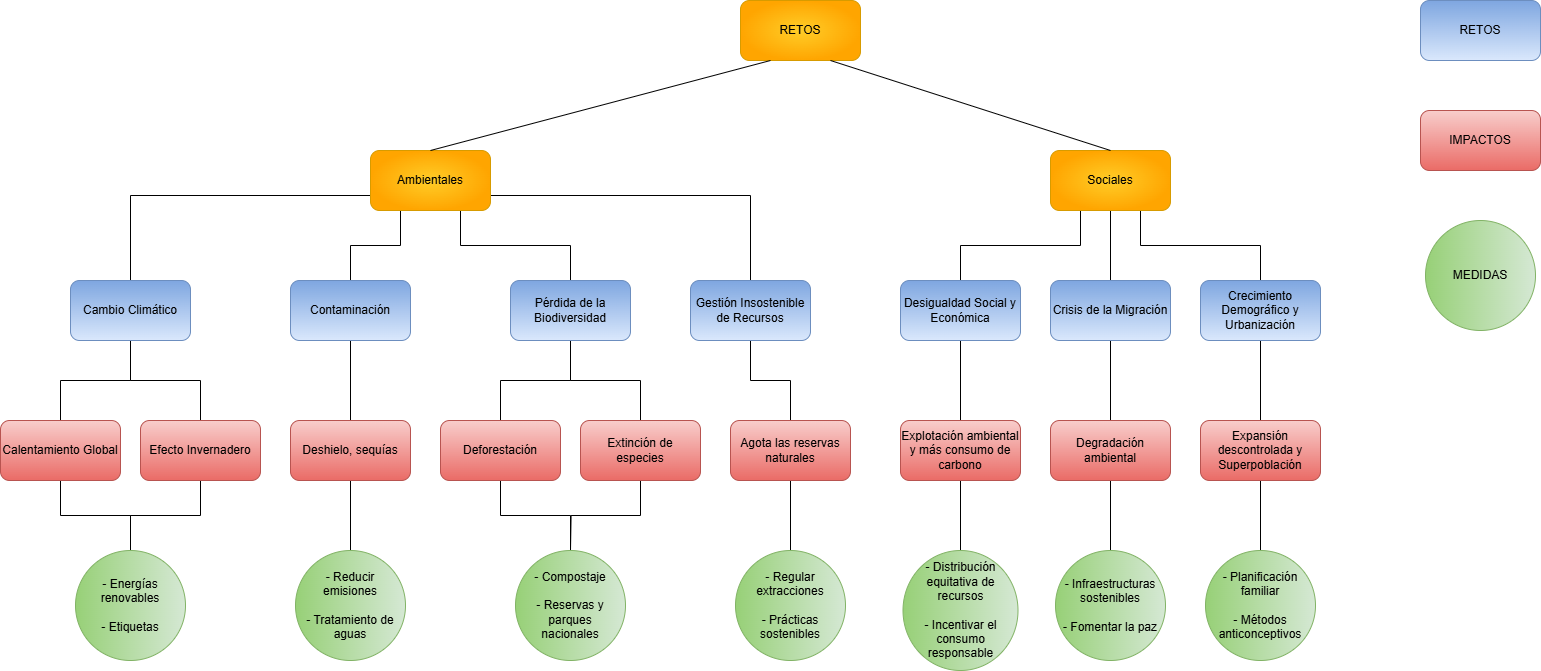 RETOS
RETOS
IMPACTOS
MEDIDAS
Ambientales
Sociales
Cambio Climático
Contaminación
Pérdida de la
Biodiversidad
Gestión Insostenible
de Recursos
Desigualdad Social y
Económica
Crisis de la Migración
Crecimiento
Demográfico y
Urbanización
Calentamiento Global
Efecto Invernadero
Deshielo, sequías
Deforestación
Extinción de
especies
Agota las reservas
naturales
Explotación ambiental
y más consumo de
carbono
Degradación
ambiental
Expansión
descontrolada y
Superpoblación
- Energías
renovables
- Etiquetas
- Reducir
emisiones
- Tratamiento de
aguas
- Compostaje
- Reservas y
parques
nacionales
- Regular
extracciones
- Prácticas
sostenibles
- Distribución
equitativa de
recursos
- Incentivar el
consumo
responsable
- Infraestructuras
sostenibles
- Fomentar la paz
- Planificación
familiar
- Métodos
anticonceptivos